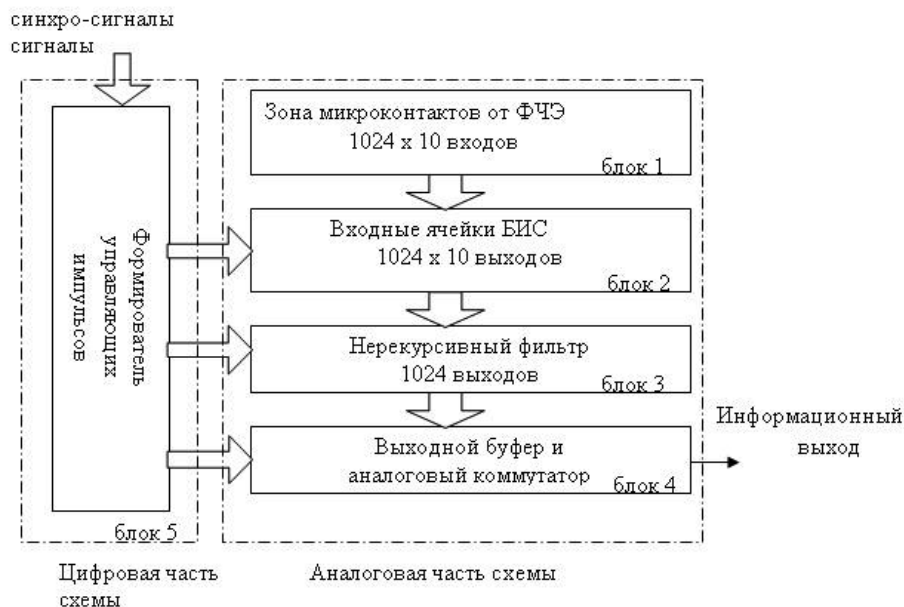 синхро-сигналы
сигналы
Зона микроконтактов от ФЧЭ
1024 х 10 входов
блок 1
Входные ячейки БИС
1024 х 10 выходов
блок 2
Формирователь
управляющих
импульсов
Нерекурсивный фильтр
1024 выходов
блок 3
Выходной буфер и
аналоговый коммутатор
блок 4
Информационный
выход
блок 5
Цифровая часть
схемы
Аналоговая часть схемы